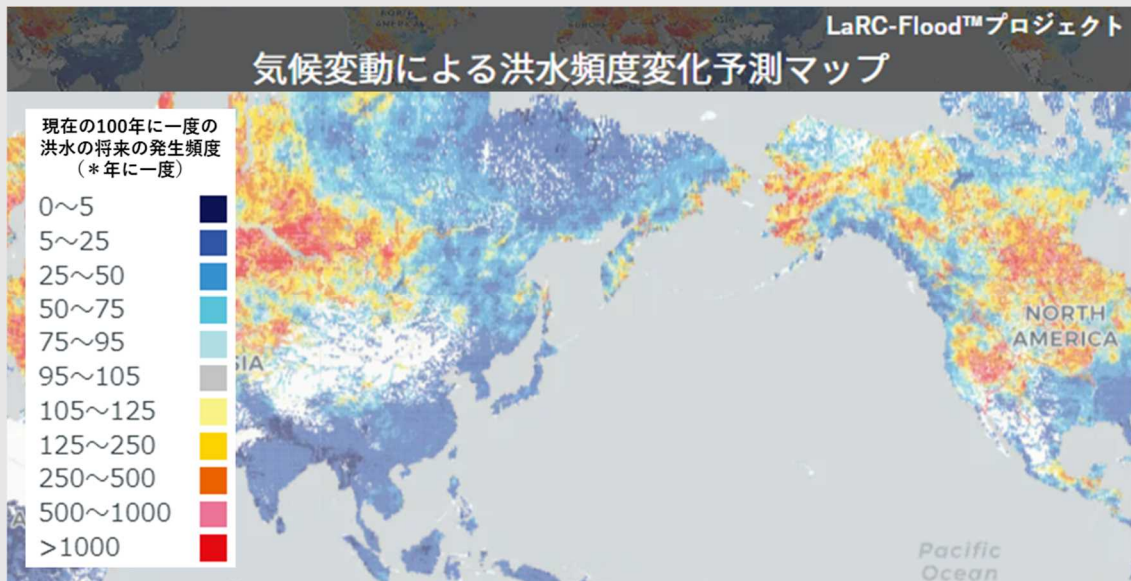 LaRC-Flood™プロジェクト
気候変動による洪水頻度変化予測マップ
現在の100年に一度の
洪水の将来の発生頻度
（＊年に一度）
0～5
5～25
25～50
50～75
75～95
95～105
105～125
125～250
250～500
500～1000
>1000
NORTH
AMERICA
Pacific
Ocean